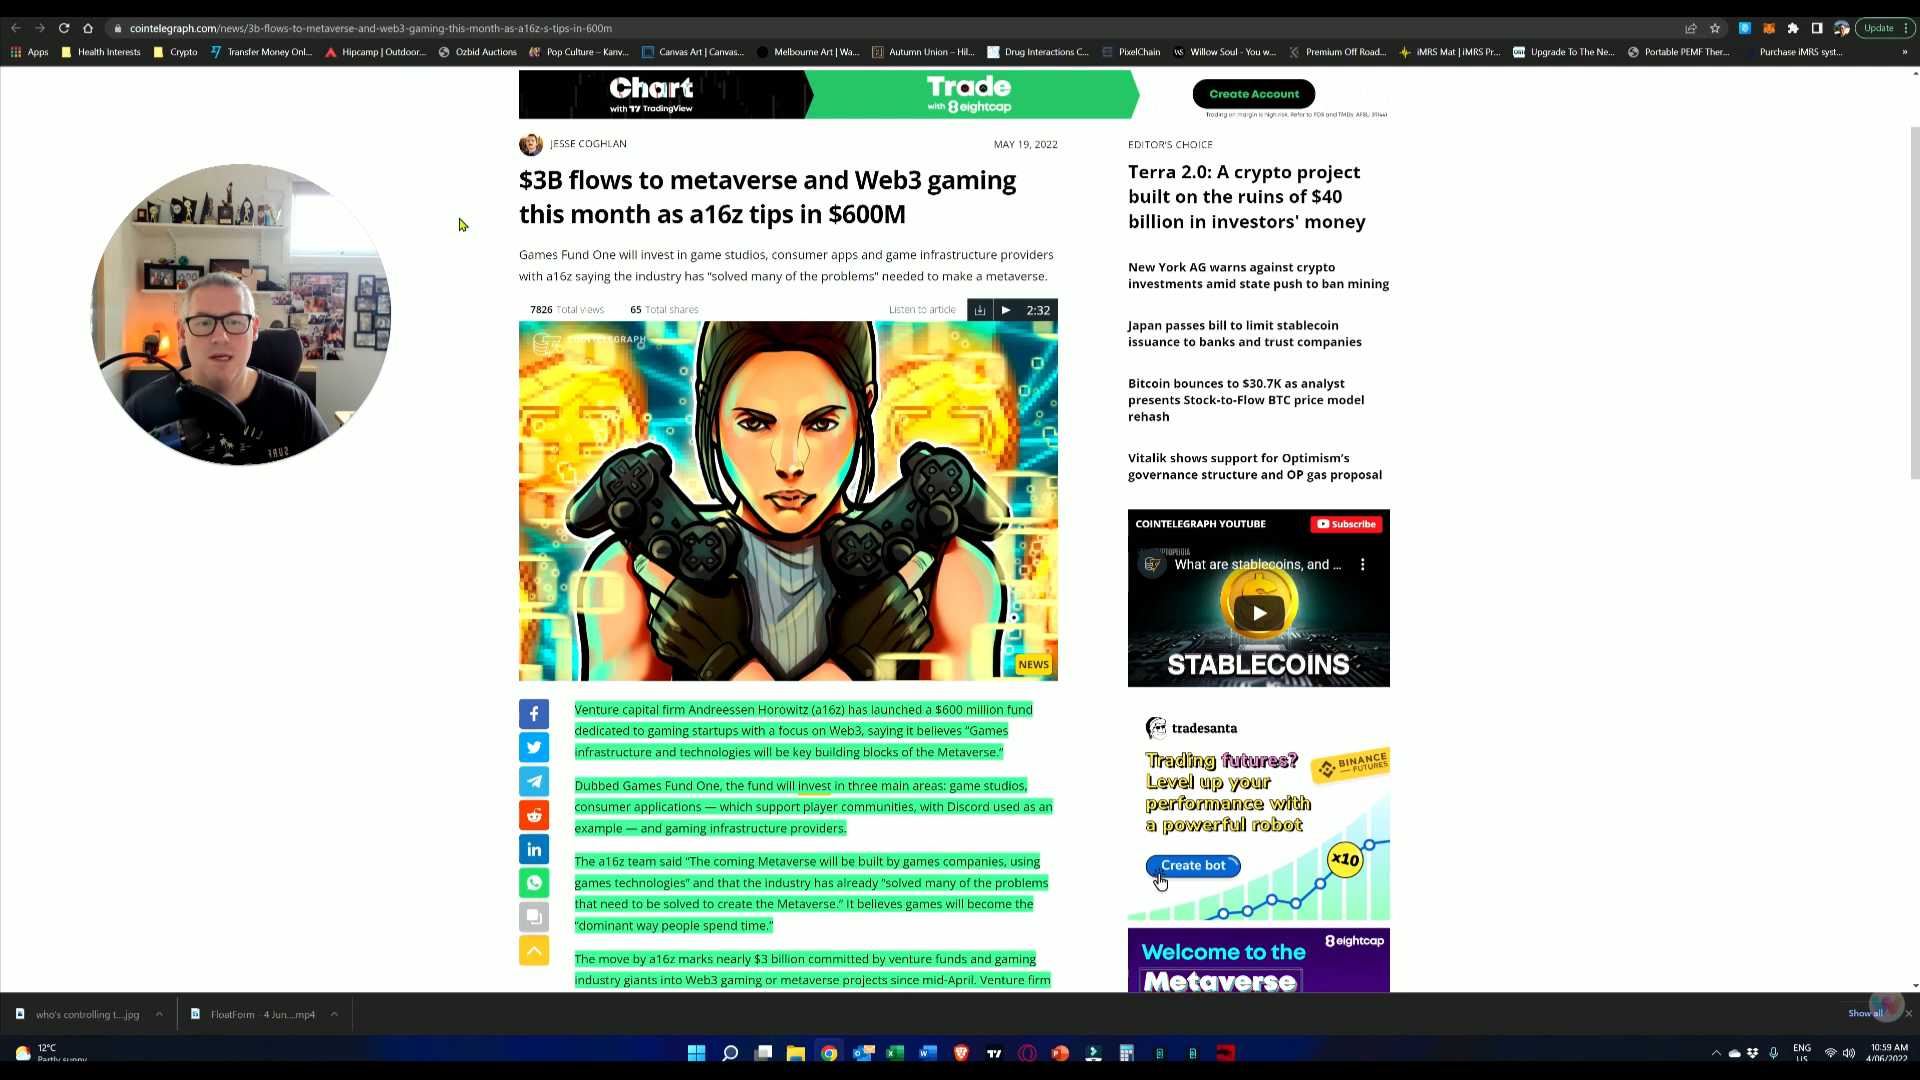 cointelegraph.com/news/3b-flows-to-metaverse-and-web3-gaming-this-month-as-a16z-s-tips-in-600m
Update
Apps
Health Interests
Crypto
Transfer Money Onl...
Hipcamp | Outdoor...
Ozbid Auctions
Pop Culture – Kanv...
Canvas Art | Canvas...
Melbourne Art | Wa...
Autumn Union – Hil...
Drug Interactions C...
PixelChain
Willow Soul - You w...
Premium Off Road...
iMRS Mat | iMRS Pr...
Upgrade To The Ne...
Portable PEMF Ther...
Purchase iMRS syst...
Chart
with TradingView
Trade
with 8eightcap
Create Account
Trading on margin is high risk. Refer to PDS and TMDs. AFSL: 391441
JESSE COGHLAN
MAY 19, 2022
$3B flows to metaverse and Web3 gaming
this month as a16z tips in $600M
Games Fund One will invest in game studios, consumer apps and game infrastructure providers
with a16z saying the industry has “solved many of the problems” needed to make a metaverse.
7826 Total views
65 Total shares
Listen to article
2:32
COINTELEGRAPH
NEWS
Venture capital firm Andreessen Horowitz (a16z) has launched a $600 million fund
dedicated to gaming startups with a focus on Web3, saying it believes “Games
infrastructure and technologies will be key building blocks of the Metaverse.”
Dubbed Games Fund One, the fund will invest in three main areas: game studios,
consumer applications — which support player communities, with Discord used as an
example — and gaming infrastructure providers.
The a16z team said “The coming Metaverse will be built by games companies, using
games technologies” and that the industry has already “solved many of the problems
that need to be solved to create the Metaverse.” It believes games will become the
“dominant way people spend time.”
The move by a16z marks nearly $3 billion committed by venture funds and gaming
industry giants into Web3 gaming or metaverse projects since mid-April. Venture firm
EDITOR'S CHOICE
Terra 2.0: A crypto project
built on the ruins of $40
billion in investors' money
New York AG warns against crypto
investments amid state push to ban mining
Japan passes bill to limit stablecoin
issuance to banks and trust companies
Bitcoin bounces to $30.7K as analyst
presents Stock-to-Flow BTC price model
rehash
Vitalik shows support for Optimism’s
governance structure and OP gas proposal
COINTELEGRAPH YOUTUBE
Subscribe
What are stablecoins, and ...
STABLECOINS
tradesanta
Trading futures?
Level up your
performance with
a powerful robot
BINANCE
FUTURES
Create bot
x10
8eightcap
Welcome to the
Metaverse
who's controlling t....jpg
FloatForm - 4 Jun....mp4
Show all
12°C
Partly sunny
ENG
US
10:59 AM
4/06/2022